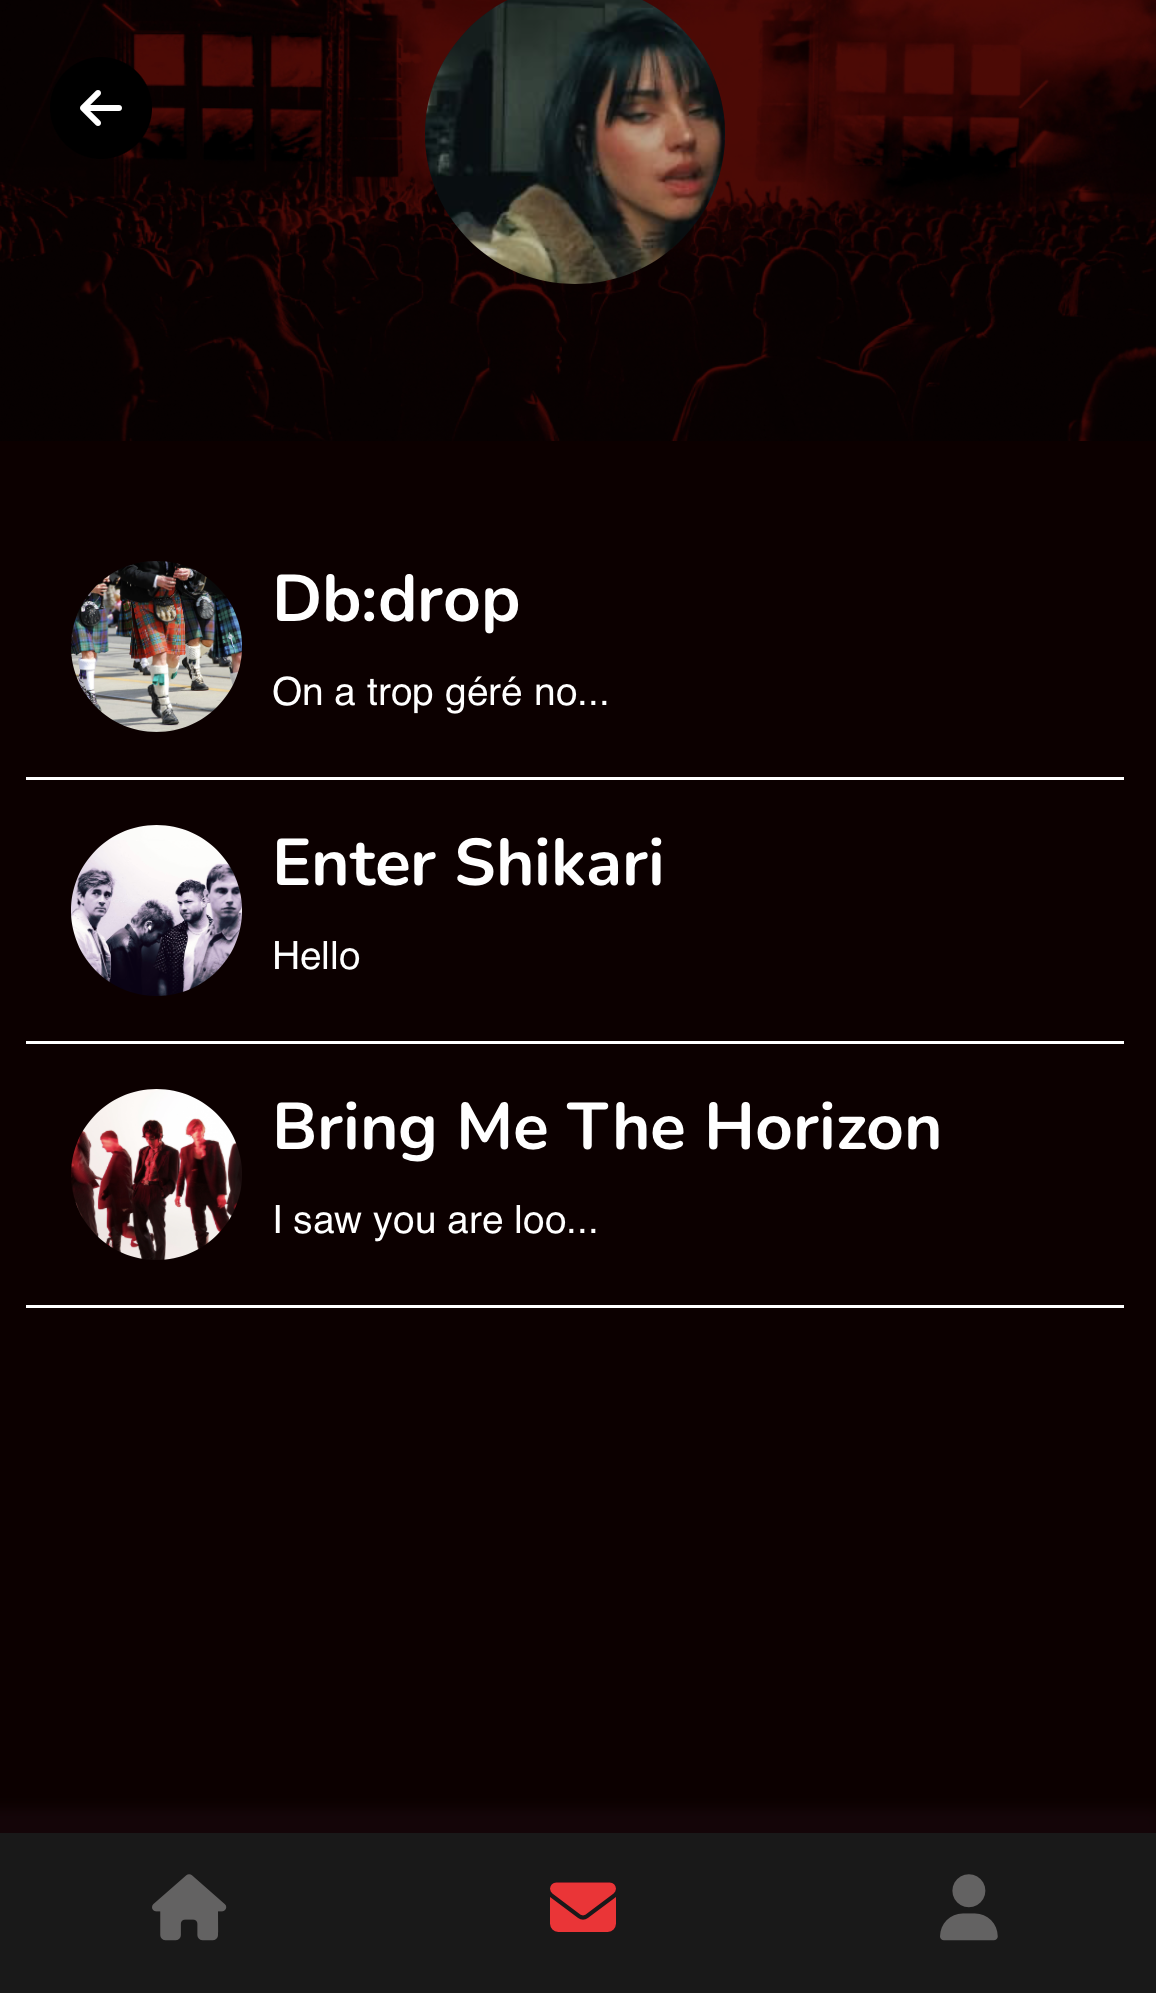 Db:drop
On a trop géré no...
Enter Shikari
Hello
Bring Me The Horizon
I saw you are loo...